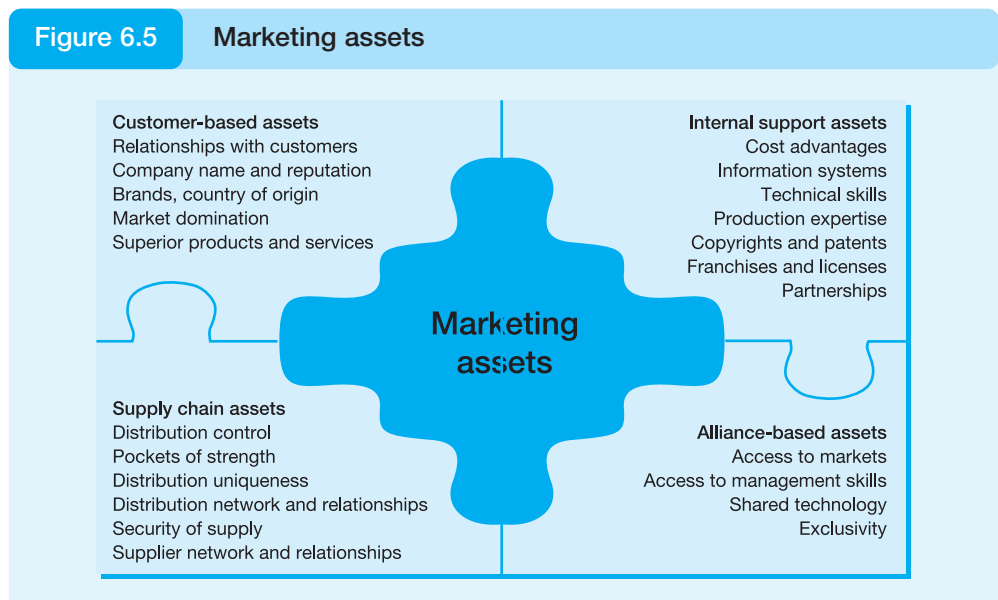 Figure 6.5 Marketing assets
Customer-based assets
Relationships with customers
Company name and reputation
Brands, country of origin
Market domination
Superior products and services
Internal support assets
Cost advantages
Information systems
Technical skills
Production expertise
Copyrights and patents
Franchises and licenses
Partnerships
Marketing
assets
Supply chain assets
Distribution control
Pockets of strength
Distribution uniqueness
Distribution network and relationships
Security of supply
Supplier network and relationships
Alliance-based assets
Access to markets
Access to management skills
Shared technology
Exclusivity